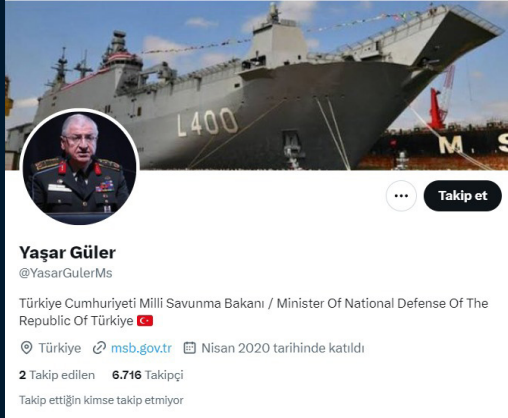 L400
M S
Takip et
Yaşar Güler
@YasarGulerMs
Türkiye Cumhuriyeti Milli Savunma Bakanı / Minister Of National Defense Of The
Republic Of Türkiye 🇹🇷
Türkiye msb.gov.tr Nisan 2020 tarihinde katıldı
2 Takip edilen 6.716 Takipçi
Takip ettiğin kimse takip etmiyor